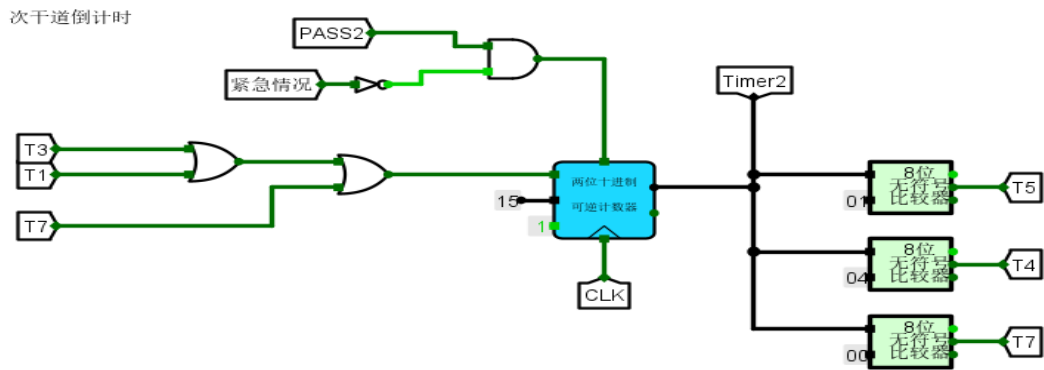 次干道倒计时
PASS2
紧急情况
Timer2
T3
T1
T7
两位十进制
可逆计数器
15
1
CLK
8位
无符号
比较器
01
T5
8位
无符号
比较器
04
T4
8位
无符号
比较器
00
T7